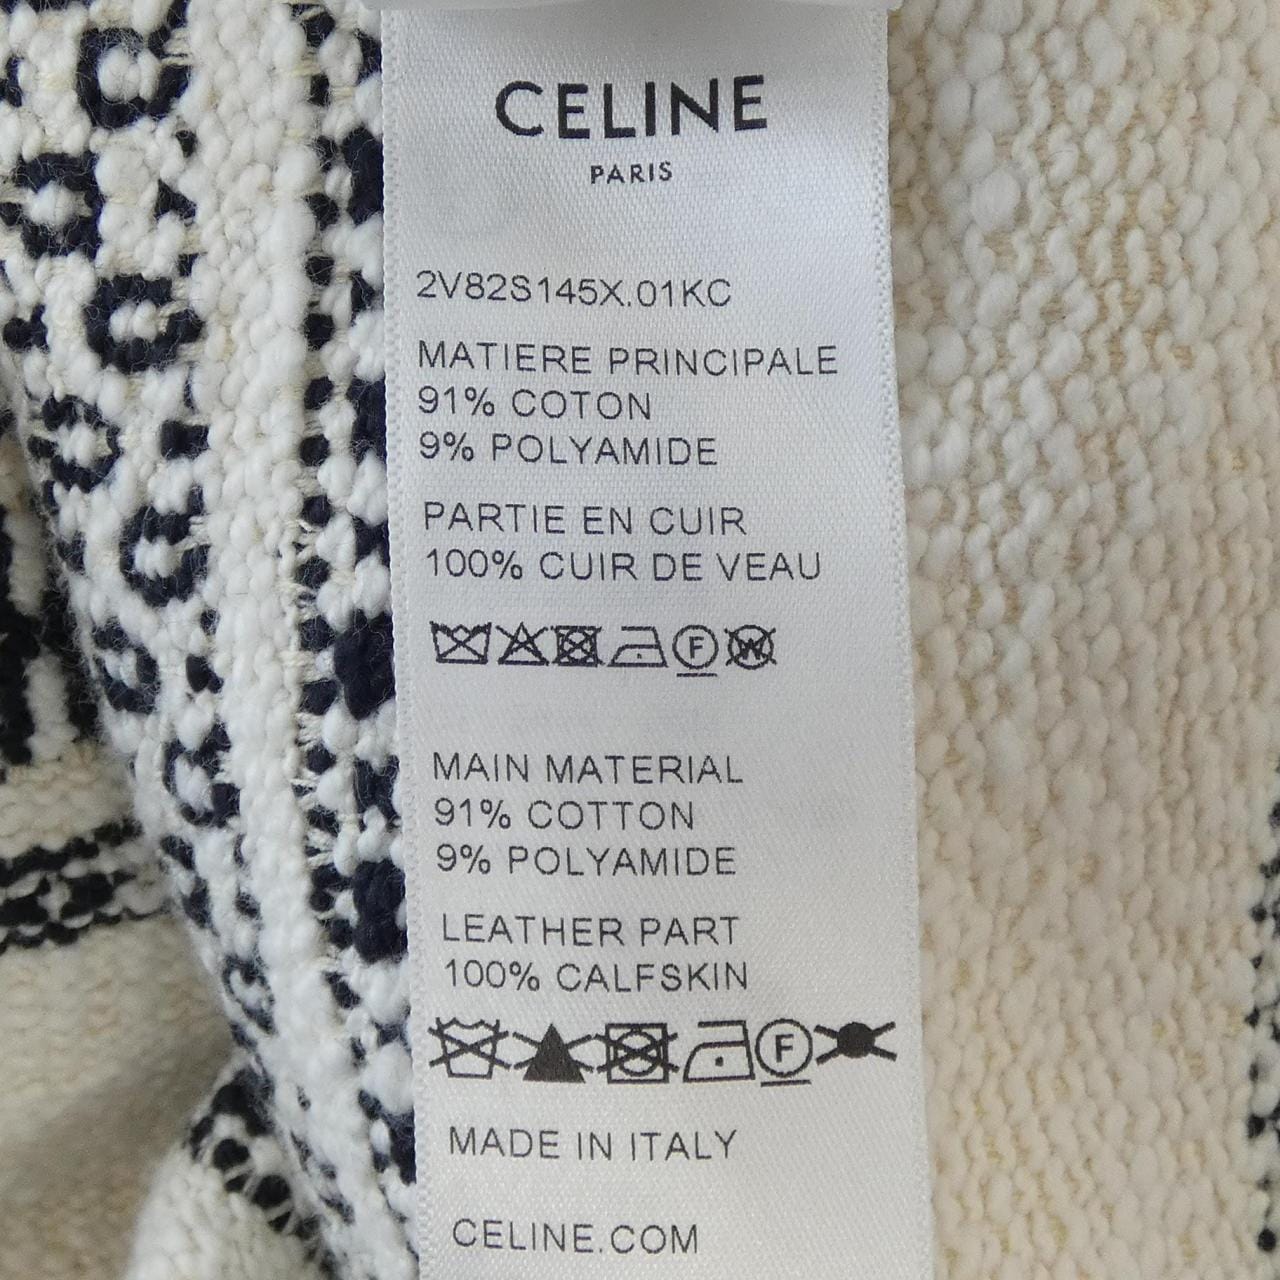 CELINE
PARIS
2V82S145X.01KC
MATIERE PRINCIPALE
91% COTON
9% POLYAMIDE
PARTIE EN CUIR
100% CUIR DE VEAU
F W
MAIN MATERIAL
91% COTTON
9% POLYAMIDE
LEATHER PART
100% CALFSKIN
F
MADE IN ITALY
CELINE.COM